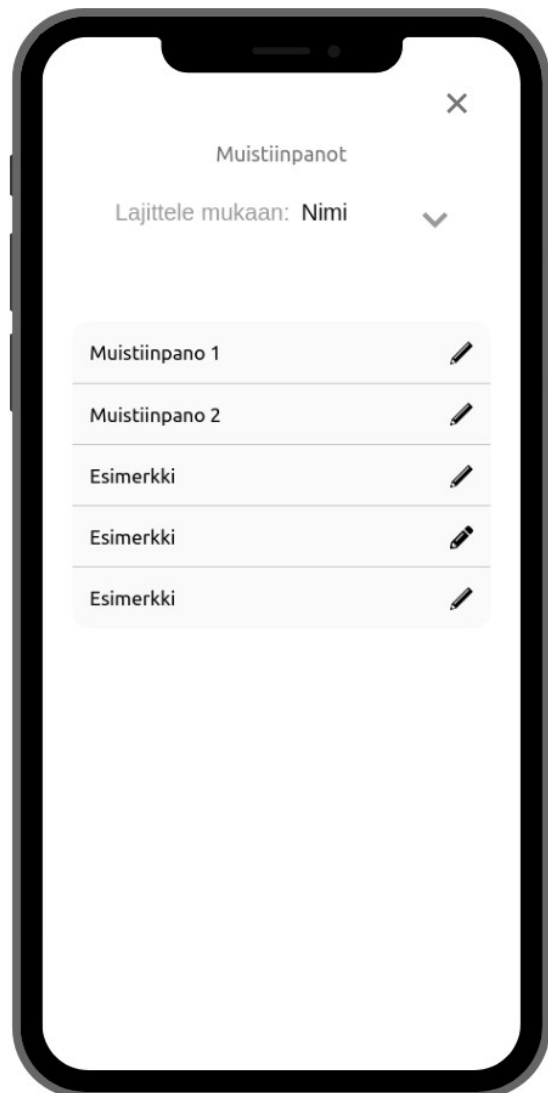 Muistiinpanot
Lajittele mukaan: Nimi
Muistiinpano 1
Muistiinpano 2
Esimerkki
Esimerkki
Esimerkki